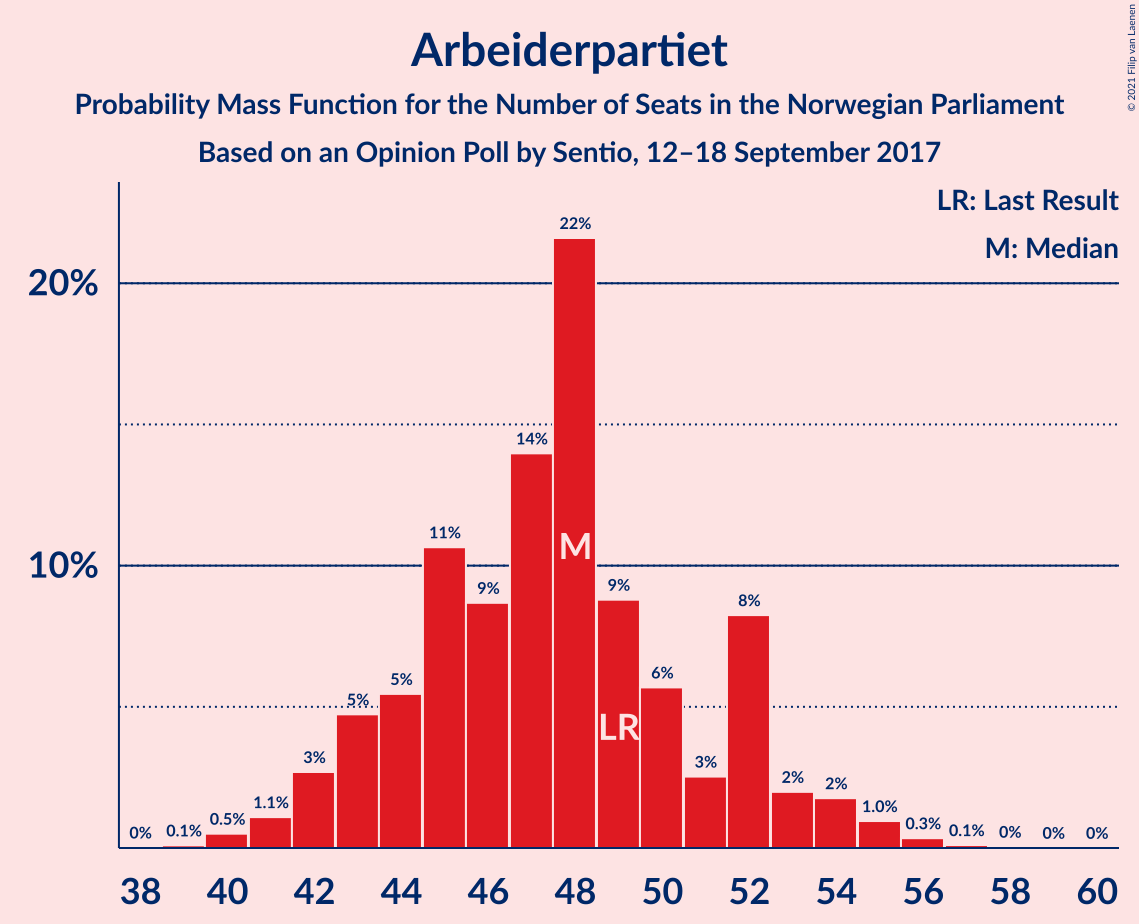 Arbeiderpartiet
Probability Mass Function for the Number of Seats in the Norwegian Parliament
Based on an Opinion Poll by Sentio, 12–18 September 2017
© 2021 Filip van Laenen
LR: Last Result
M: Median
20%
10%
0% 0.1% 0.5% 1.1% 3% 5% 5% 11% 9% 14% 22% 9% 6% 3% 8% 2% 2% 1.0% 0.3% 0.1% 0% 0% 0%
M
LR
38 40 42 44 46 48 50 52 54 56 58 60